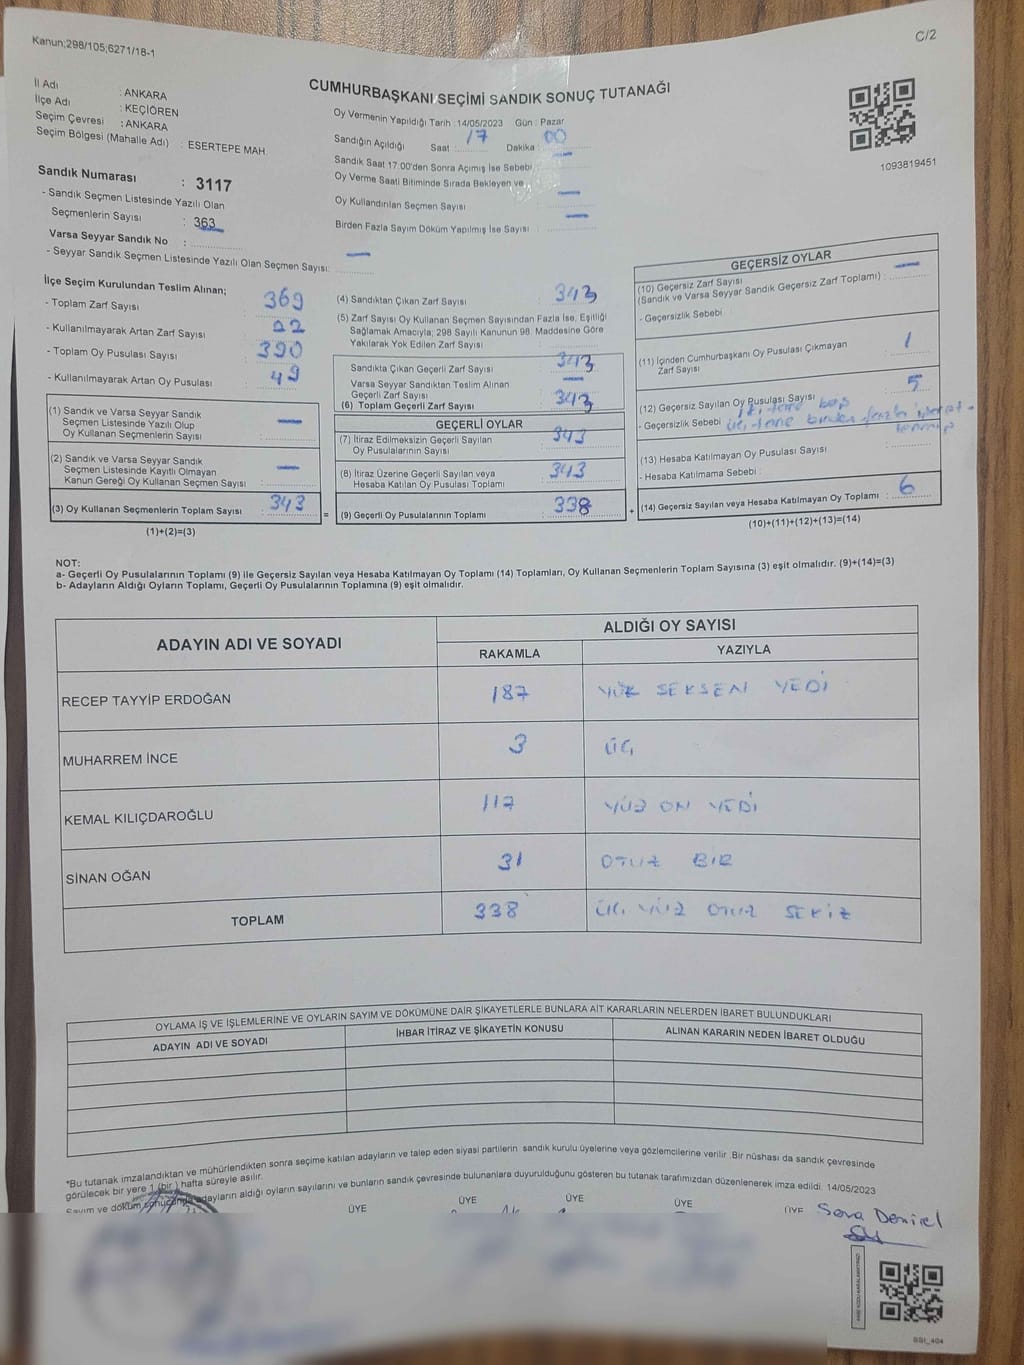 Kanun;298/105;6271/18-1
C/2
CUMHURBAŞKANI SEÇİMİ SANDIK SONUÇ TUTANAĞI
İl Adı : ANKARA
İlçe Adı : KEÇİÖREN
Seçim Çevresi : ANKARA
Seçim Bölgesi (Mahalle Adı) : ESERTEPE MAH.
Sandık Numarası : 3117
- Sandık Seçmen Listesinde Yazılı Olan
Seçmenlerin Sayısı : 363
Varsa Seyyar Sandık No :
- Seyyar Sandık Seçmen Listesinde Yazılı Olan Seçmen Sayısı: —
Oy Vermenin Yapıldığı Tarih : 14/05/2023 Gün : Pazar
Sandığın Açıldığı Saat : 17 Dakika : 00
Sandık Saat 17:00'den Sonra Açımış İse Sebebi : —
Oy Verme Saati Bitiminde Sırada Bekleyen ve
Oy Kullandırılan Seçmen Sayısı —
Birden Fazla Sayım Döküm Yapılmış İse Sayısı : —
1093819451
İlçe Seçim Kurulundan Teslim Alınan;
- Toplam Zarf Sayısı : 369
- Kullanılmayarak Artan Zarf Sayısı : 22
- Toplam Oy Pusulası Sayısı : 390
- Kullanılmayarak Artan Oy Pusulası : 49
(1) Sandık ve Varsa Seyyar Sandık
Seçmen Listesinde Yazılı Olup
Oy Kullanan Seçmenlerin Sayısı : —
(2) Sandık ve Varsa Seyyar Sandık
Seçmen Listesinde Kayıtlı Olmayan
Kanun Gereği Oy Kullanan Seçmen Sayısı : —
(3) Oy Kullanan Seçmenlerin Toplam Sayısı : 343
(1)+(2)=(3)
=
(4) Sandıktan Çıkan Zarf Sayısı : 343
(5) Zarf Sayısı Oy Kullanan Seçmen Sayısından Fazla İse, Eşitliği
Sağlamak Amacıyla; 298 Sayılı Kanunun 98. Maddesine Göre
Yakılarak Yok Edilen Zarf Sayısı :
Sandıkta Çıkan Geçerli Zarf Sayısı : 343
Varsa Seyyar Sandıktan Teslim Alınan
Geçerli Zarf Sayısı : —
(6) Toplam Geçerli Zarf Sayısı : 343
GEÇERLİ OYLAR
(7) İtiraz Edilmeksizin Geçerli Sayılan
Oy Pusulalarının Sayısı : 343
(8) İtiraz Üzerine Geçerli Sayılan veya
Hesaba Katılan Oy Pusulası Toplamı : 343
(9) Geçerli Oy Pusulalarının Toplamı : 338
+
GEÇERSİZ OYLAR
(10) Geçersiz Zarf Sayısı
(Sandık ve Varsa Seyyar Sandık Geçersiz Zarf Toplamı) : —
- Geçersizlik Sebebi
(11) İçinden Cumhurbaşkanı Oy Pusulası Çıkmayan
Zarf Sayısı : 1
(12) Geçersiz Sayılan Oy Pusulası Sayısı : 5
- Geçersizlik Sebebi iki tane boş
üç tane birden fazla
(13) Hesaba Katılmayan Oy Pusulası Sayısı
- Hesaba Katılmama Sebebi :
(14) Geçersiz Sayılan veya Hesaba Katılmayan Oy Toplamı : 6
(10)+(11)+(12)+(13)=(14)
NOT:
a- Geçerli Oy Pusulalarının Toplamı (9) ile Geçersiz Sayılan veya Hesaba Katılmayan Oy Toplamı (14) Toplamları, Oy Kullanan Seçmenlerin Toplam Sayısına (3) eşit olmalıdır. (9)+(14)=(3)
b- Adayların Aldığı Oyların Toplamı, Geçerli Oy Pusulalarının Toplamına (9) eşit olmalıdır.
ADAYIN ADI VE SOYADI
ALDIĞI OY SAYISI
RAKAMLA YAZIYLA
RECEP TAYYİP ERDOĞAN 187 YÜZ SEKSEN YEDİ
MUHARREM İNCE 3 ÜÇ
KEMAL KILIÇDAROĞLU 117 YÜZ ON YEDİ
SİNAN OĞAN 31 OTUZ BİR
TOPLAM 338 ÜÇ YÜZ OTUZ SEKİZ
OYLAMA İŞ VE İŞLEMLERİNE VE OYLARIN SAYIM VE DÖKÜMÜNE DAİR ŞİKAYETLERLE BUNLARA AİT KARARLARIN NELERDEN İBARET BULUNDUKLARI
ADAYIN ADI VE SOYADI İHBAR İTİRAZ VE ŞİKAYETİN KONUSU ALINAN KARARIN NEDEN İBARET OLDUĞU
*Bu tutanak imzalandıktan ve mühürlendikten sonra seçime katılan adayların ve talep eden siyasi partilerin sandık kurulu üyelerine veya gözlemcilerine verilir .Bir nüshası da sandık çevresinde
görülecek bir yere 1 (bir ) hafta süreyle asılır.
Sayım ve döküm sonucunda adayların aldığı oyların sayılarını ve bunların sandık çevresinde bulunanlara duyurulduğunu gösteren bu tutanak tarafımızdan düzenlenerek imza edildi. 14/05/2023
ÜYE ÜYE ÜYE ÜYE ÜYE
Sena Demirel
SSI_404